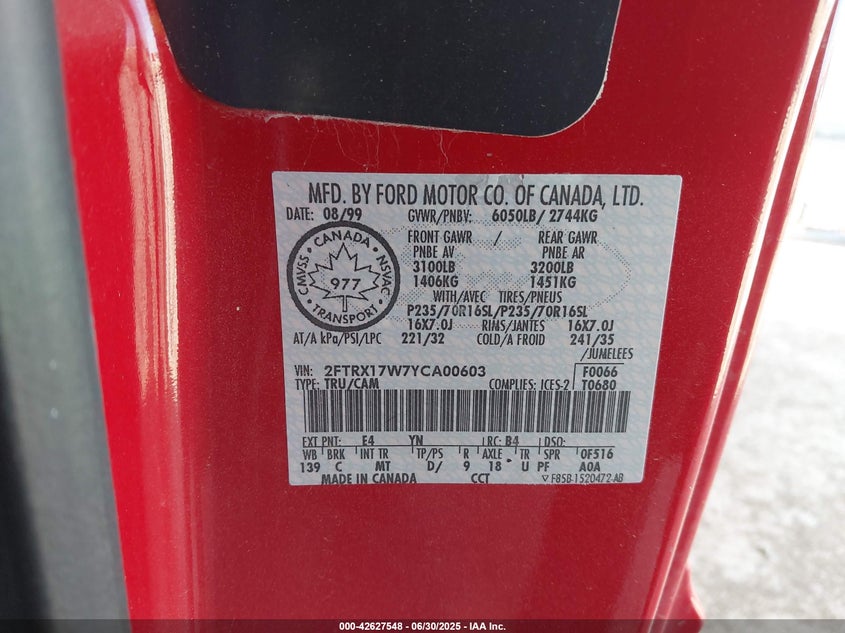 MFD. BY FORD MOTOR CO. OF CANADA, LTD.
DATE: 08/99 GVWR/PNBV: 6050LB/ 2744KG
FRONT GAWR / REAR GAWR
PNBE AV PNBE AR
3100LB 3200LB
1406KG 1451KG
CANADA
CMVSS NSVAC
977
TRANSPORT
WITH/AVEC TIRES/PNEUS
P235/70R16SL/P235/70R16SL
16X7.0J RIMS/JANTES 16X7.0J
AT/A kPa/PSI/LPC 221/32 COLD/A FROID 241/35
/JUMELEES
VIN: 2FTRX17W7YCA00603 F0066
TYPE: TRU/CAM COMPLIES: ICES-2 T0680
EXT PNT: E4 YN RC: B4 DSO:
WB BRK INT TR TP/PS R AXLE TR SPR 0F516
139 C MT D/ 9 18 U PF A0A
MADE IN CANADA CCT F85B-1520472-AB
000-42627548 - 06/30/2025 - IAA Inc.